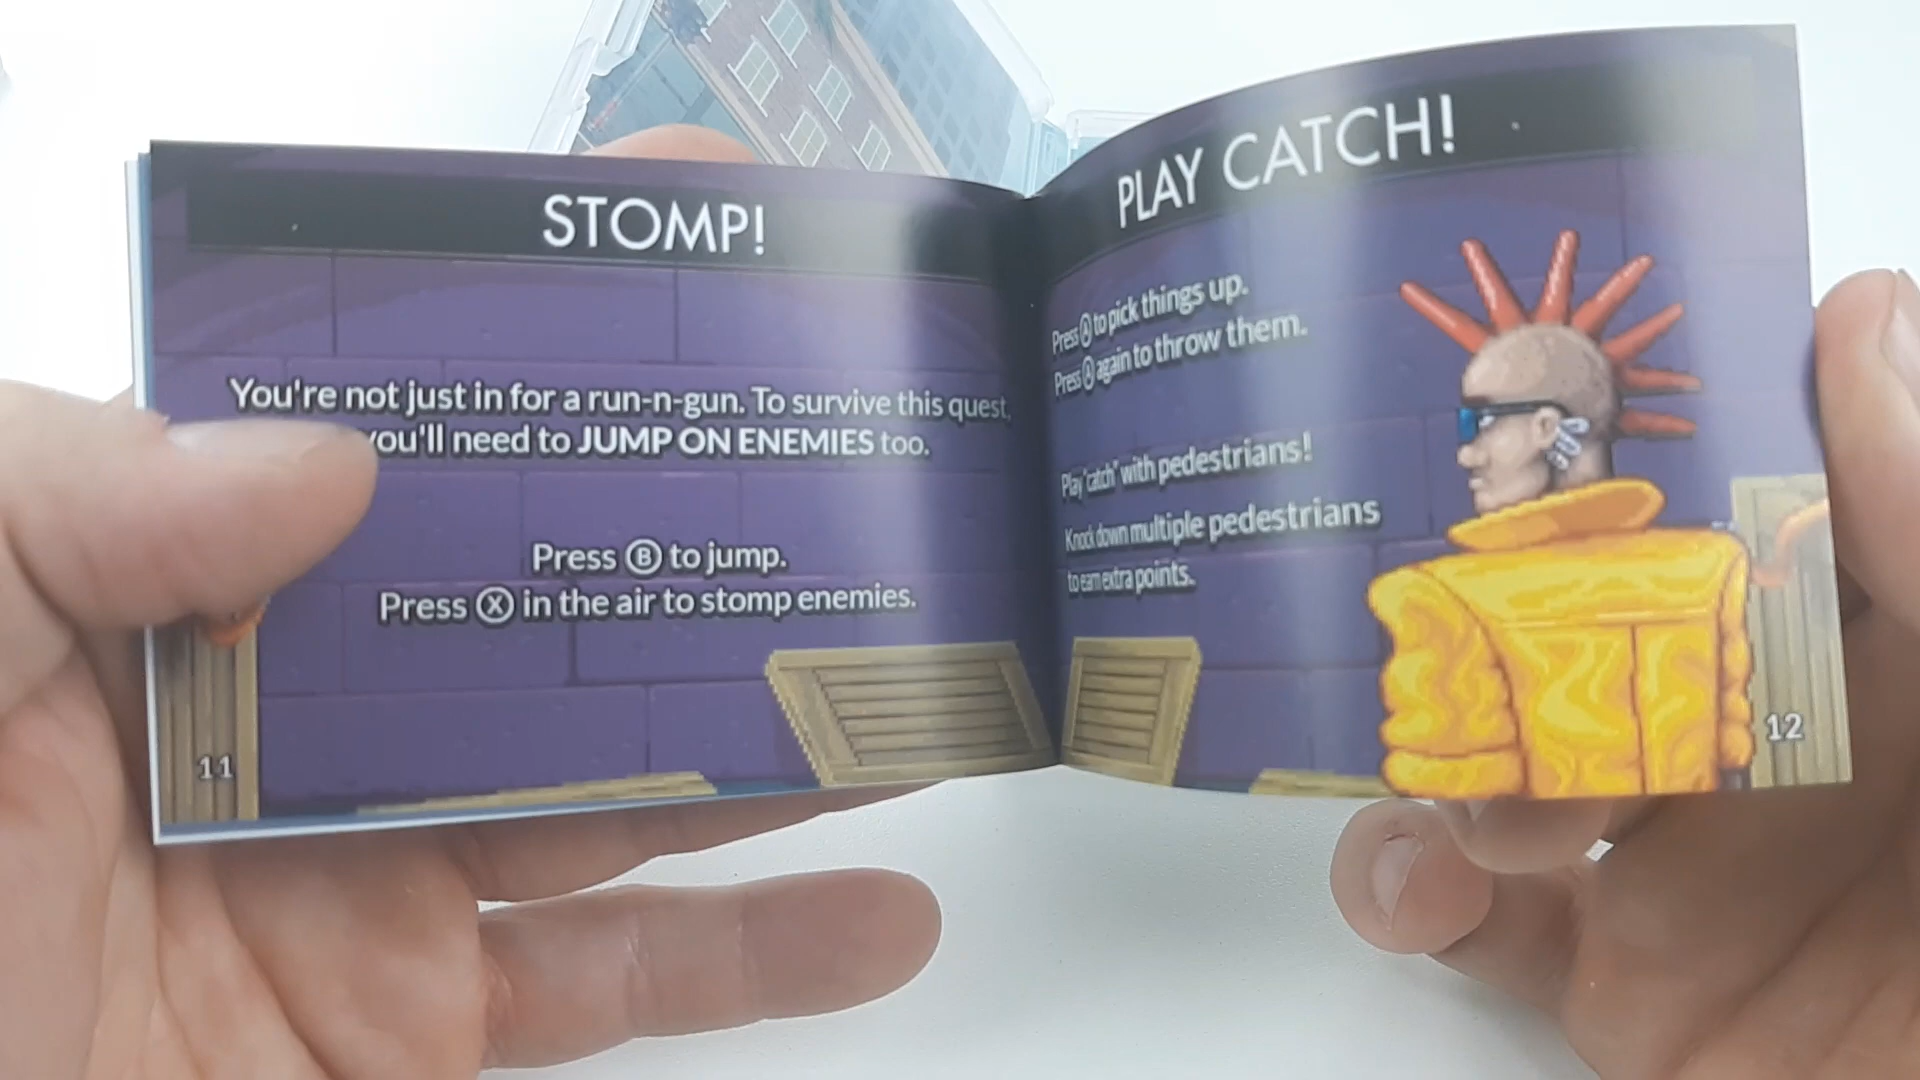 STOMP!
You're not just in for a run-n-gun. To survive this quest,
you'll need to JUMP ON ENEMIES too.
Press Ⓑ to jump.
Press Ⓧ in the air to stomp enemies.
11
PLAY CATCH!
Press Ⓐ to pick things up.
Press Ⓐ again to throw them.
Play 'catch' with pedestrians!
Knock down multiple pedestrians
to earn extra points.
12